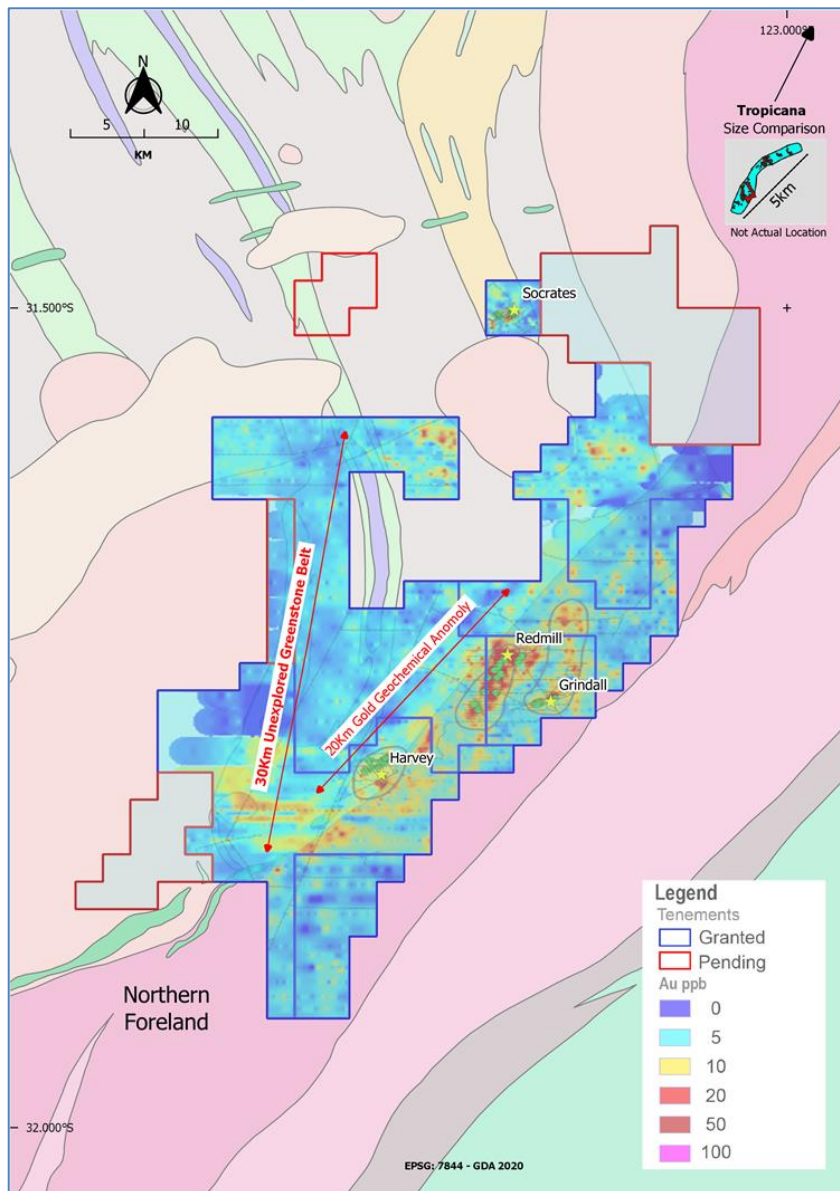 123.000°S
N
5 10
KM
Tropicana
Size Comparison
5km
Not Actual Location
31.500°S
Socrates
30Km Unexplored Greenstone Belt
20Km Gold Geochemical Anomoly
Redmill
Grindall
Harvey
Northern
Foreland
Legend
Tenements
Granted
Pending
Au ppb
0
5
10
20
50
100
32.000°S
EPSG: 7844 - GDA 2020